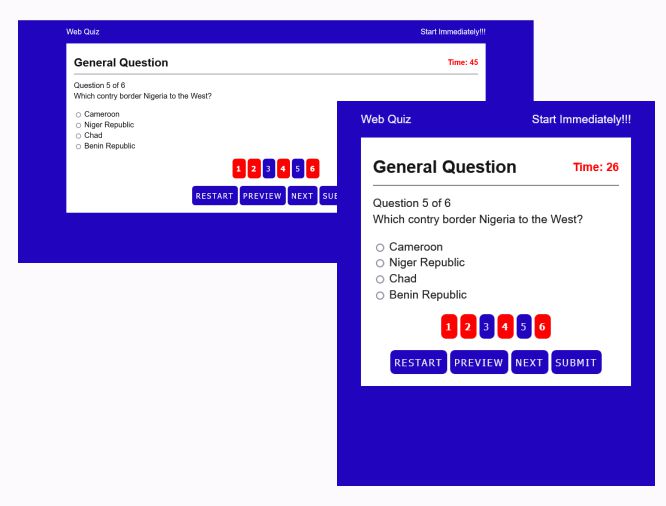 Web Quiz Start Immediately!!!
General Question Time: 45
Question 5 of 6
Which contry border Nigeria to the West?
Cameroon
Niger Republic
Chad
Benin Republic
1 2 3 4 5 6
RESTART PREVIEW NEXT
Web Quiz Start Immediately!!!
General Question Time: 26
Question 5 of 6
Which contry border Nigeria to the West?
Cameroon
Niger Republic
Chad
Benin Republic
1 2 3 4 5 6
RESTART PREVIEW NEXT SUBMIT